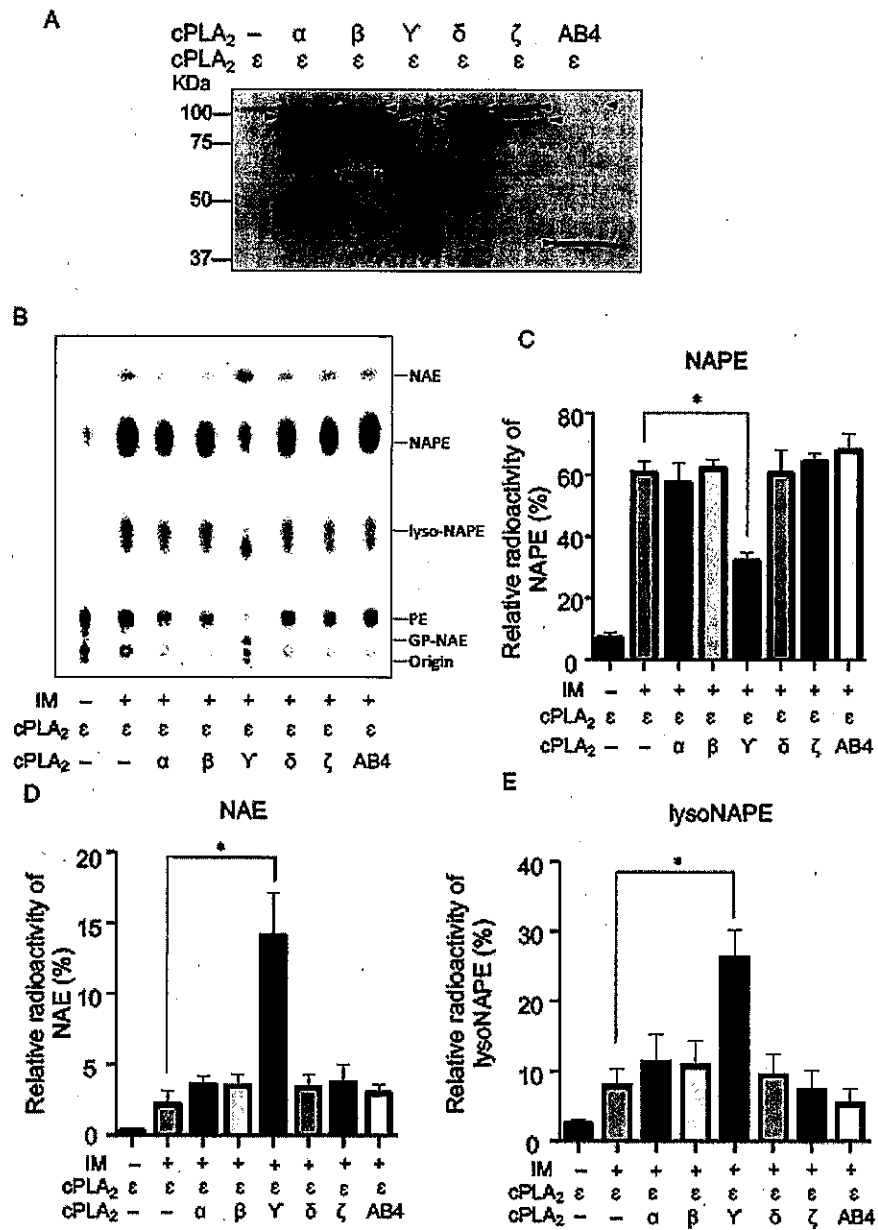 A
cPLA₂ – α β ϒ δ ζ AB4
cPLA₂ ε ε ε ε ε ε ε
KDa
100
75
50
37
B
NAE
NAPE
lyso-NAPE
PE
GP-NAE
Origin
IM – + + + + + + +
cPLA₂ ε ε ε ε ε ε ε ε
cPLA₂ – – α β ϒ δ ζ AB4
C
NAPE
Relative radioactivity of
NAPE (%)
80
60
40
20
0
*
IM – + + + + + + +
cPLA₂ ε ε ε ε ε ε ε ε
cPLA₂ – – α β ϒ δ ζ AB4
D
NAE
Relative radioactivity of
NAE (%)
20
15
10
5
0
*
IM – + + + + + + +
cPLA₂ ε ε ε ε ε ε ε ε
cPLA₂ – – α β ϒ δ ζ AB4
E
lysoNAPE
Relative radioactivity of
lysoNAPE (%)
40
30
20
10
0
*
IM – + + + + + + +
cPLA₂ ε ε ε ε ε ε ε ε
cPLA₂ – – α β ϒ δ ζ AB4